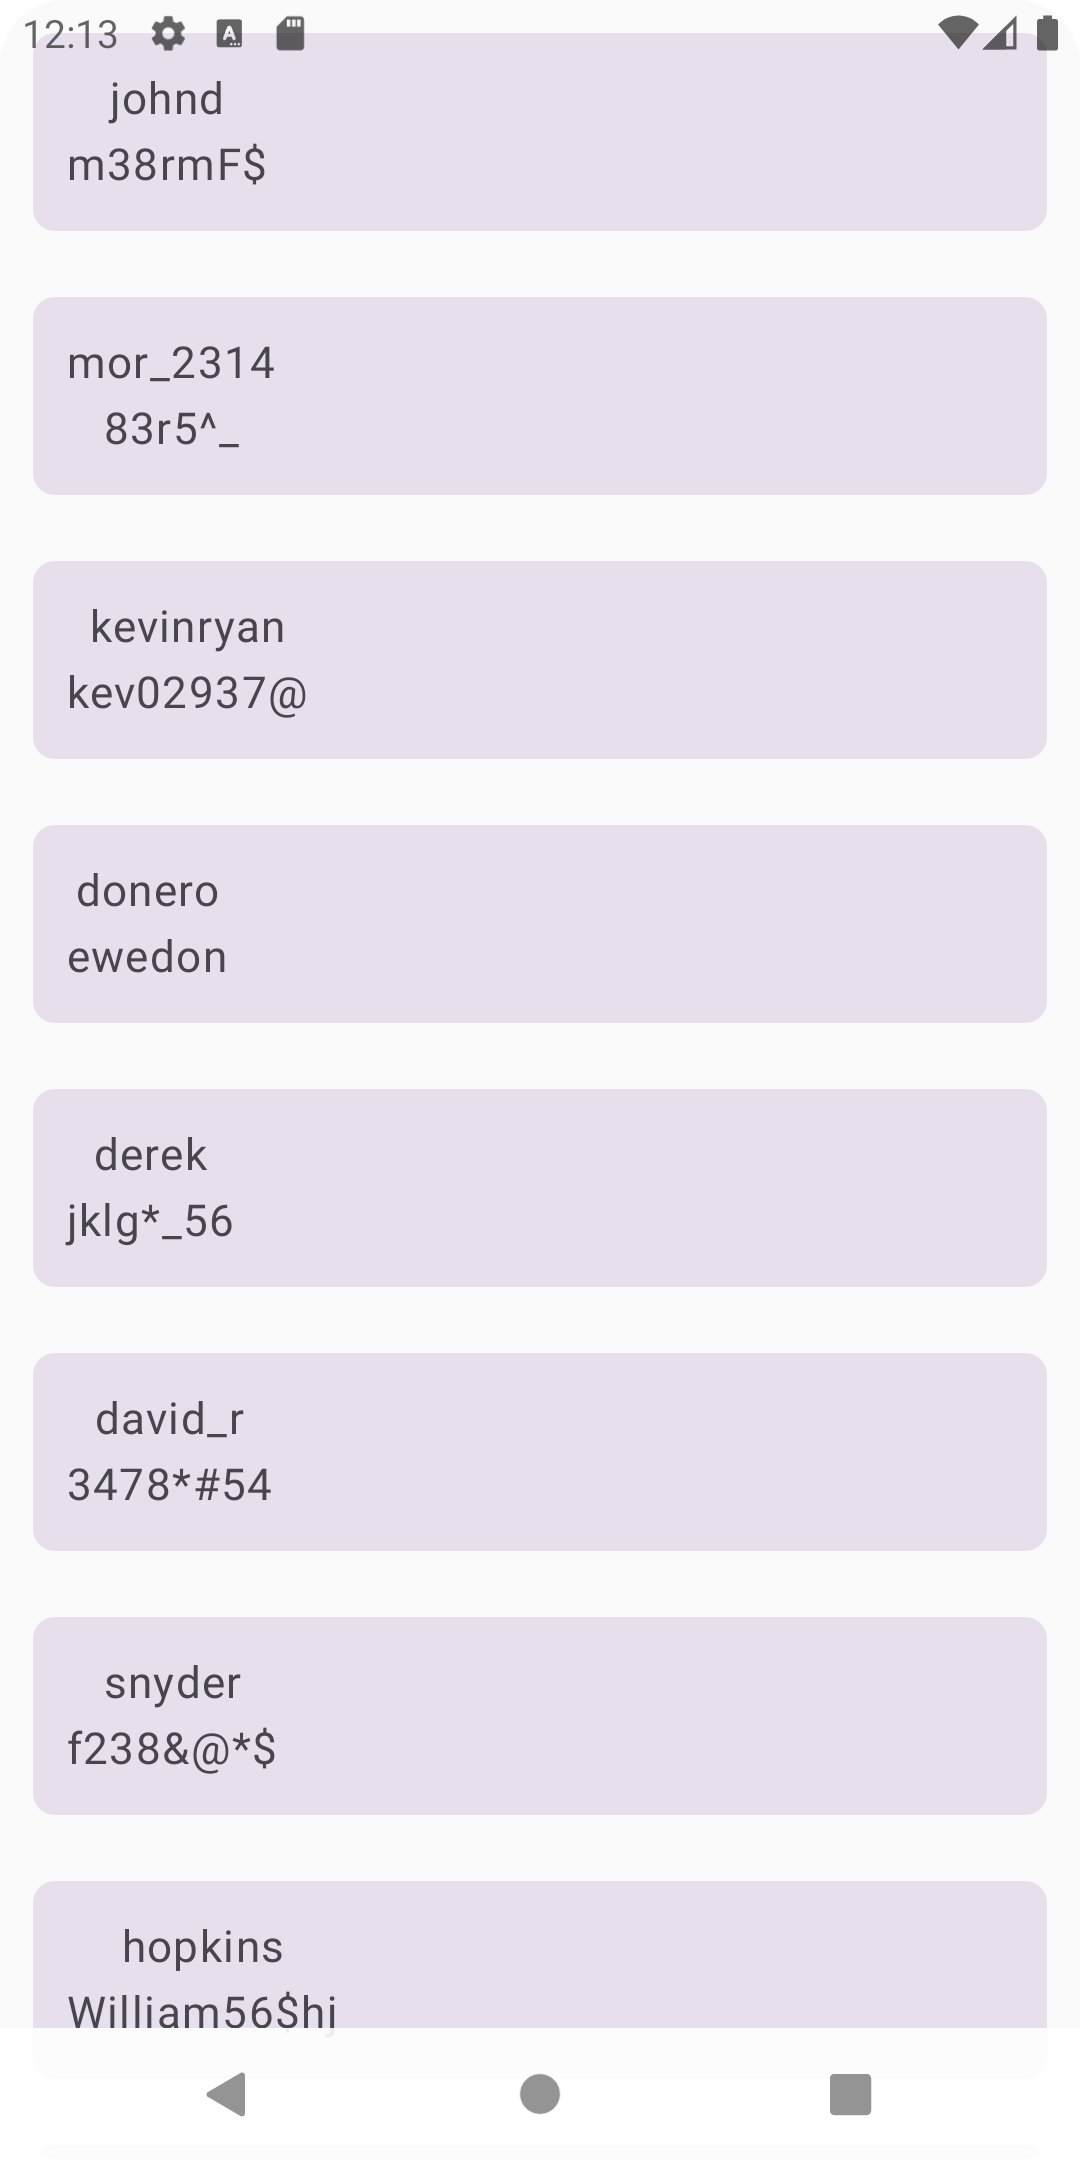 12:13
johnd
m38rmF$
mor_2314
83r5^_
kevinryan
kev02937@
donero
ewedon
derek
jklg*_56
david_r
3478*#54
snyder
f238&@*$
hopkins
William56$hj